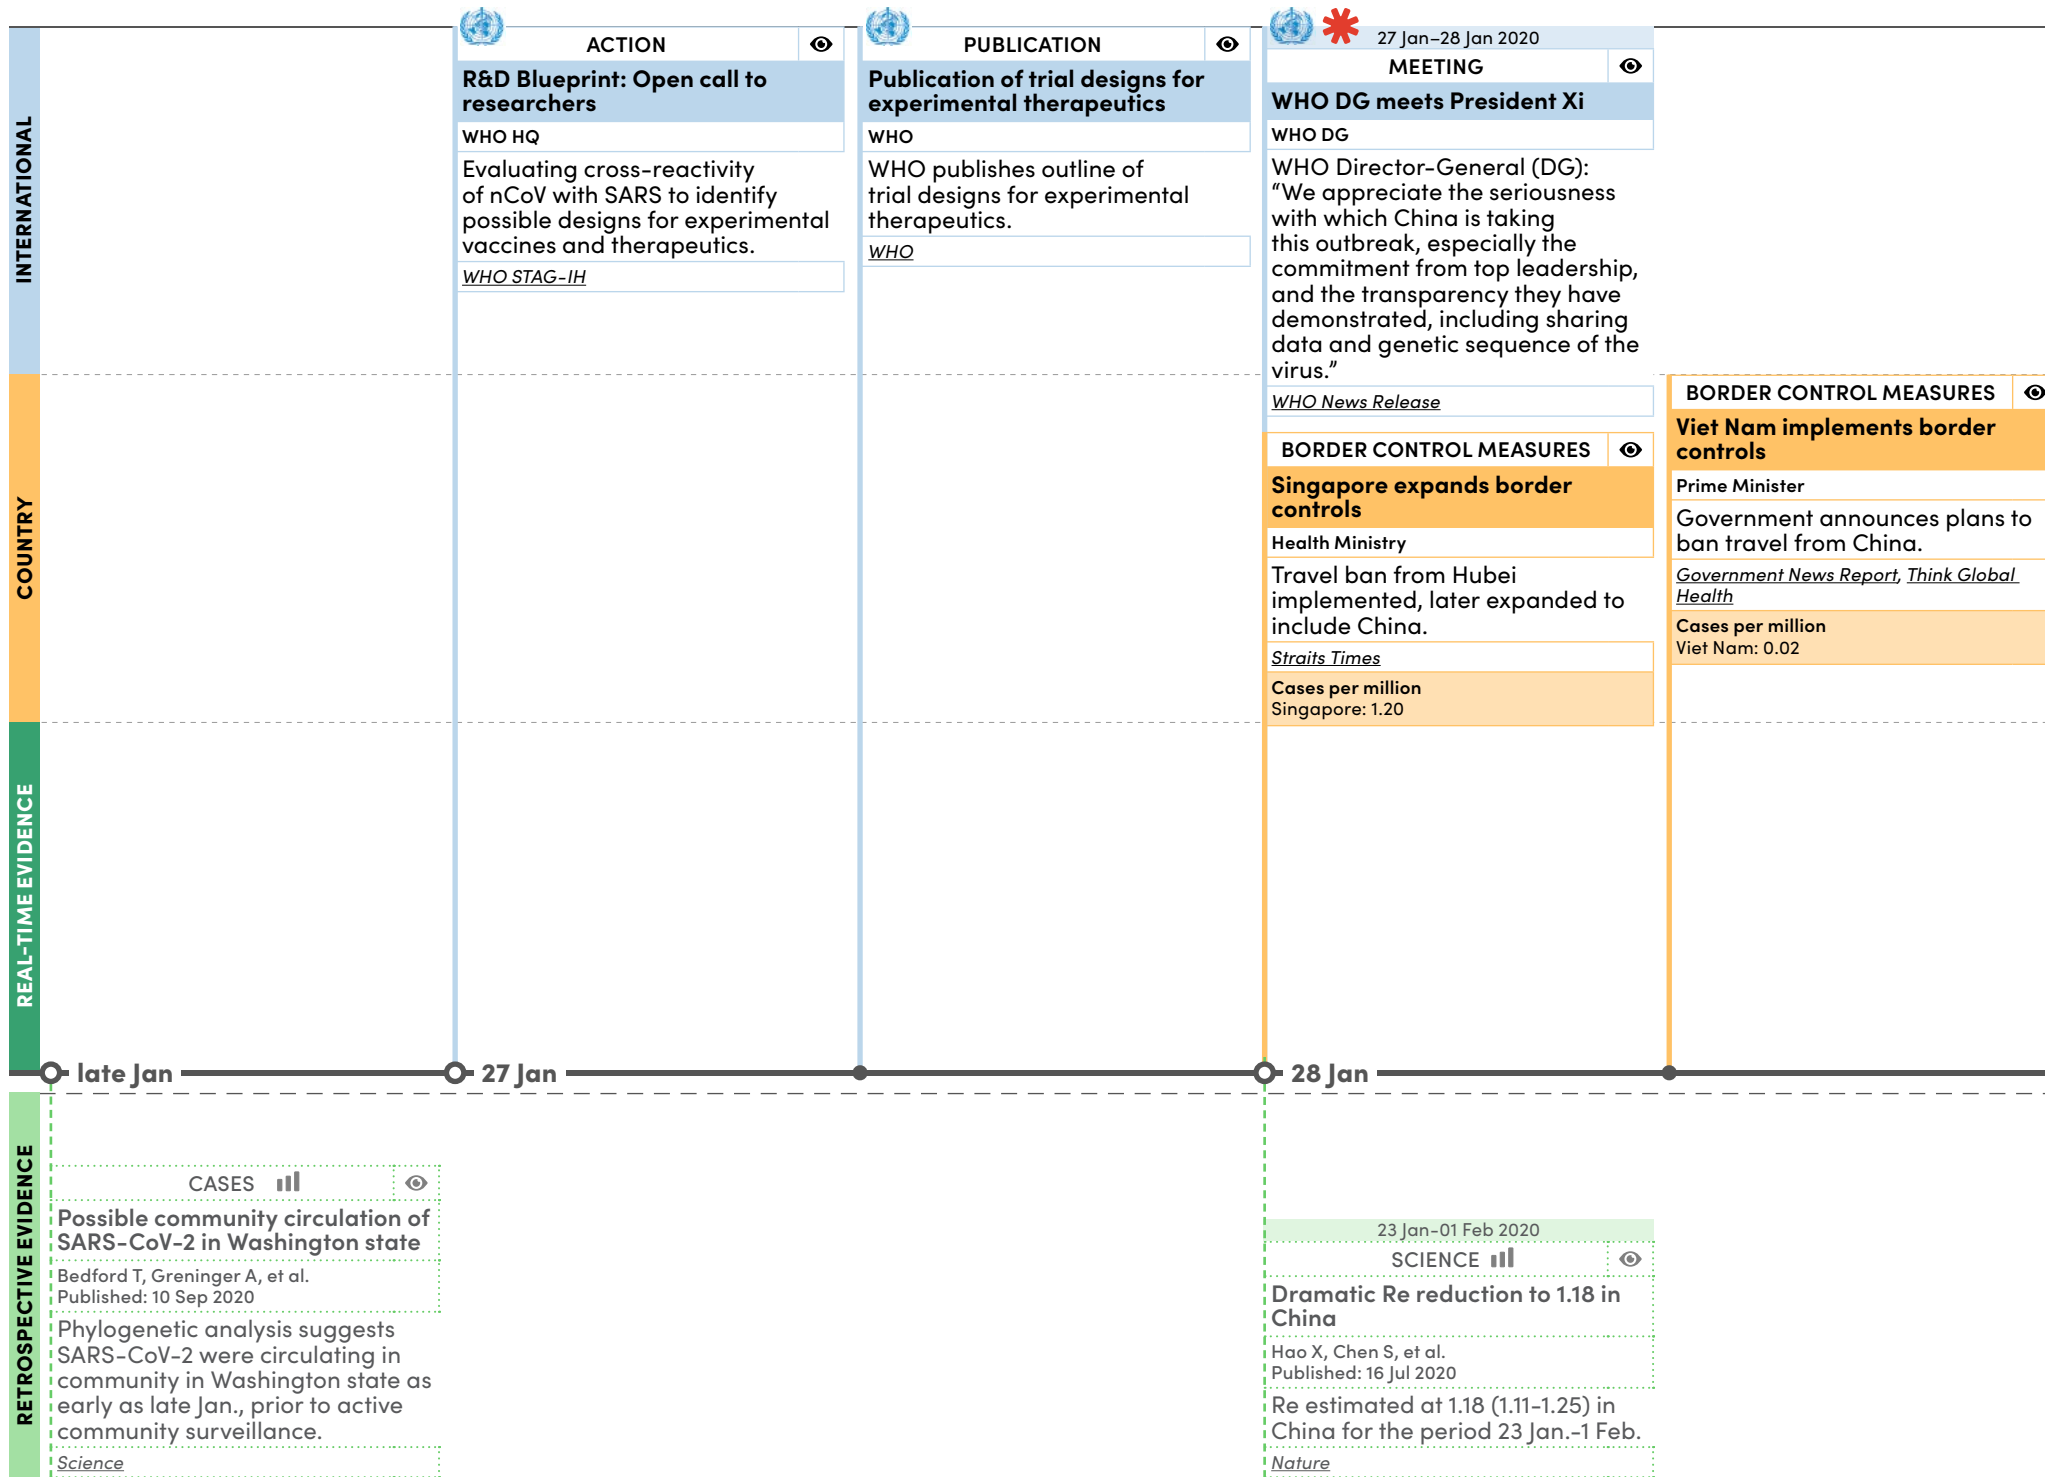 INTERNATIONAL
ACTION
R&D Blueprint: Open call to
researchers
WHO HQ
Evaluating cross-reactivity
of nCoV with SARS to identify
possible designs for experimental
vaccines and therapeutics.
WHO STAG-IH
PUBLICATION
Publication of trial designs for
experimental therapeutics
WHO
WHO publishes outline of
trial designs for experimental
therapeutics.
WHO
27 Jan–28 Jan 2020
MEETING
WHO DG meets President Xi
WHO DG
WHO Director-General (DG):
“We appreciate the seriousness
with which China is taking
this outbreak, especially the
commitment from top leadership,
and the transparency they have
demonstrated, including sharing
data and genetic sequence of the
virus.”
WHO News Release
COUNTRY
BORDER CONTROL MEASURES
Singapore expands border
controls
Health Ministry
Travel ban from Hubei
implemented, later expanded to
include China.
Straits Times
Cases per million
Singapore: 1.20
BORDER CONTROL MEASURES
Viet Nam implements border
controls
Prime Minister
Government announces plans to
ban travel from China.
Government News Report, Think Global
Health
Cases per million
Viet Nam: 0.02
REAL-TIME EVIDENCE
late Jan
27 Jan
28 Jan
RETROSPECTIVE EVIDENCE
CASES
Possible community circulation of
SARS-CoV-2 in Washington state
Bedford T, Greninger A, et al.
Published: 10 Sep 2020
Phylogenetic analysis suggests
SARS-CoV-2 were circulating in
community in Washington state as
early as late Jan., prior to active
community surveillance.
Science
23 Jan-01 Feb 2020
SCIENCE
Dramatic Re reduction to 1.18 in
China
Hao X, Chen S, et al.
Published: 16 Jul 2020
Re estimated at 1.18 (1.11-1.25) in
China for the period 23 Jan.-1 Feb.
Nature